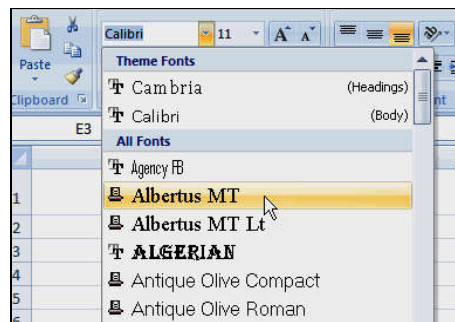 Calibri 11 A A
Paste
Clipboard
Theme Fonts
Cambria (Headings)
Calibri (Body)
All Fonts
Agency FB
Albertus MT
Albertus MT Lt
ALGERIAN
Antique Olive Compact
Antique Olive Roman
E3
1
2
3
4
5
6